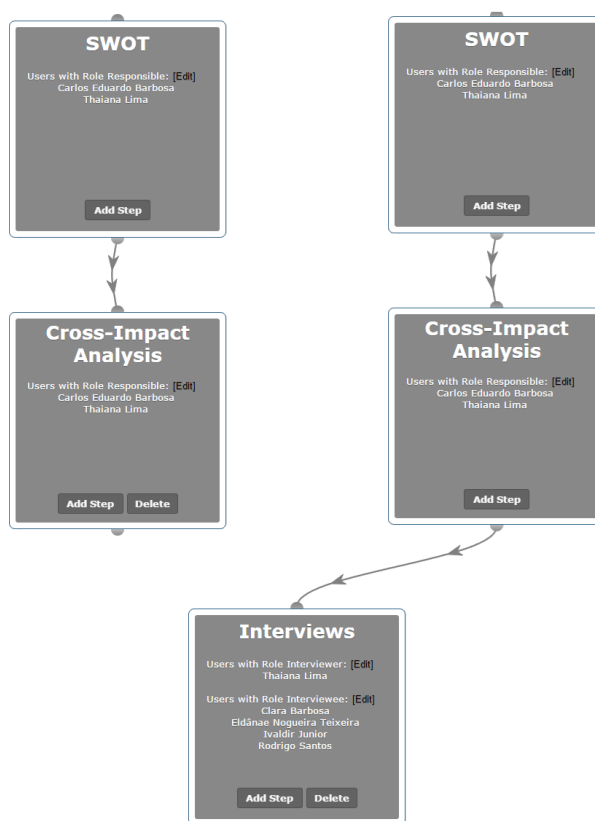 SWOT
Users with Role Responsible: [Edit]
Carlos Eduardo Barbosa
Thaiana Lima
Add Step
Cross-Impact
Analysis
Users with Role Responsible: [Edit]
Carlos Eduardo Barbosa
Thaiana Lima
Add Step Delete
SWOT
Users with Role Responsible: [Edit]
Carlos Eduardo Barbosa
Thaiana Lima
Add Step
Cross-Impact
Analysis
Users with Role Responsible: [Edit]
Carlos Eduardo Barbosa
Thaiana Lima
Add Step
Interviews
Users with Role Interviewer: [Edit]
Thaiana Lima
Users with Role Interviewee: [Edit]
Clara Barbosa
Eldânae Nogueira Teixeira
Ivaldir Junior
Rodrigo Santos
Add Step Delete